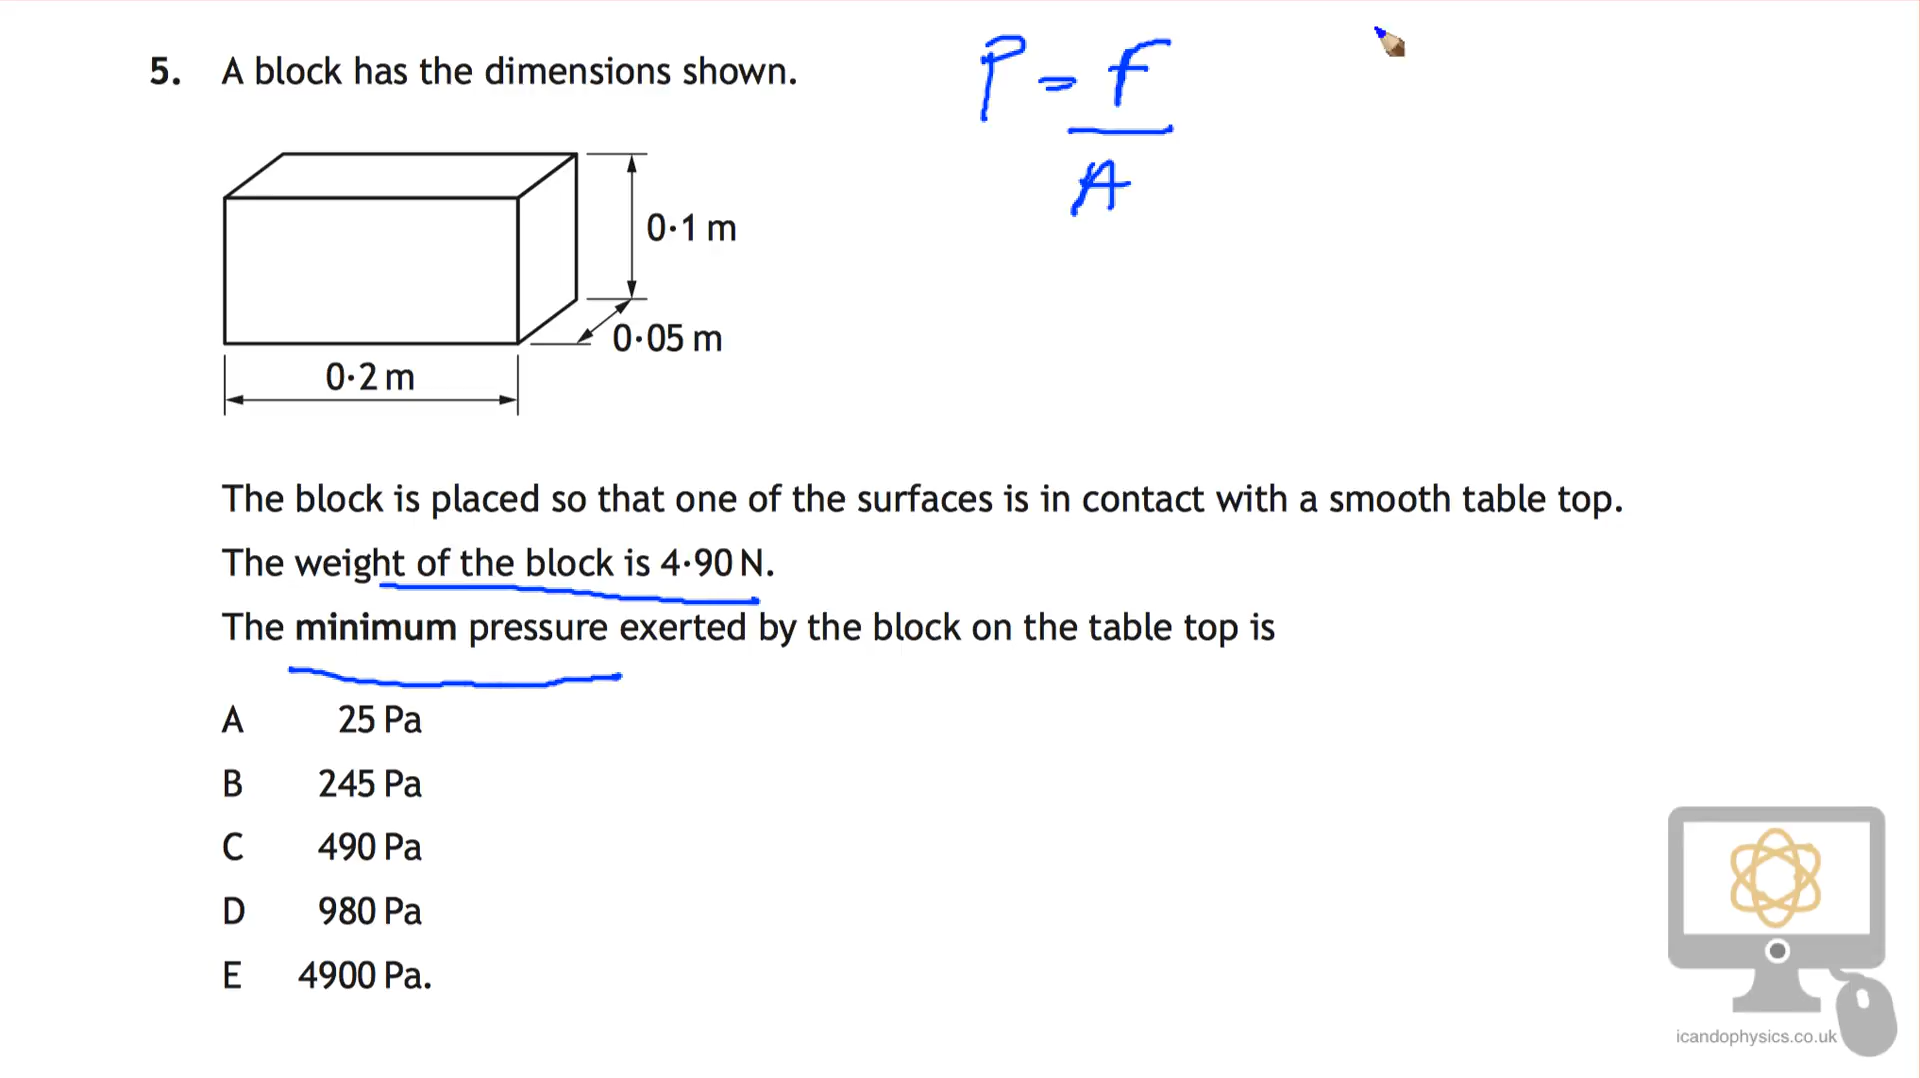 5. A block has the dimensions shown.
P = F
A
0·1 m
0·05 m
0·2 m
The block is placed so that one of the surfaces is in contact with a smooth table top.
The weight of the block is 4·90 N.
The minimum pressure exerted by the block on the table top is
A 25 Pa
B 245 Pa
C 490 Pa
D 980 Pa
E 4900 Pa.
icandophysics.co.uk